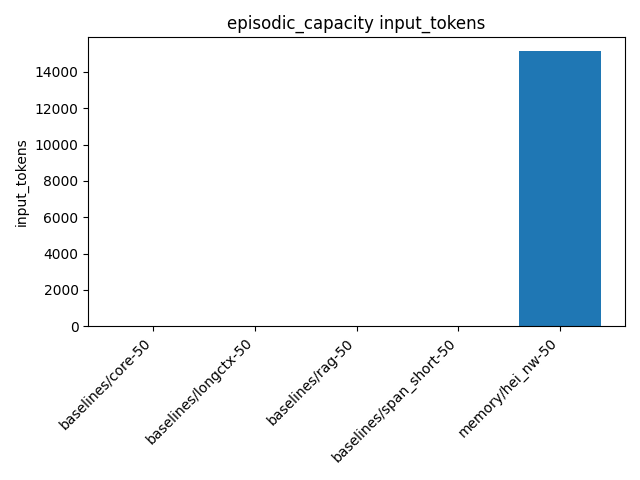 episodic_capacity input_tokens
input_tokens
14000
12000
10000
8000
6000
4000
2000
0
baselines/core-50
baselines/longctx-50
baselines/rag-50
baselines/span_short-50
memory/hei_nw-50